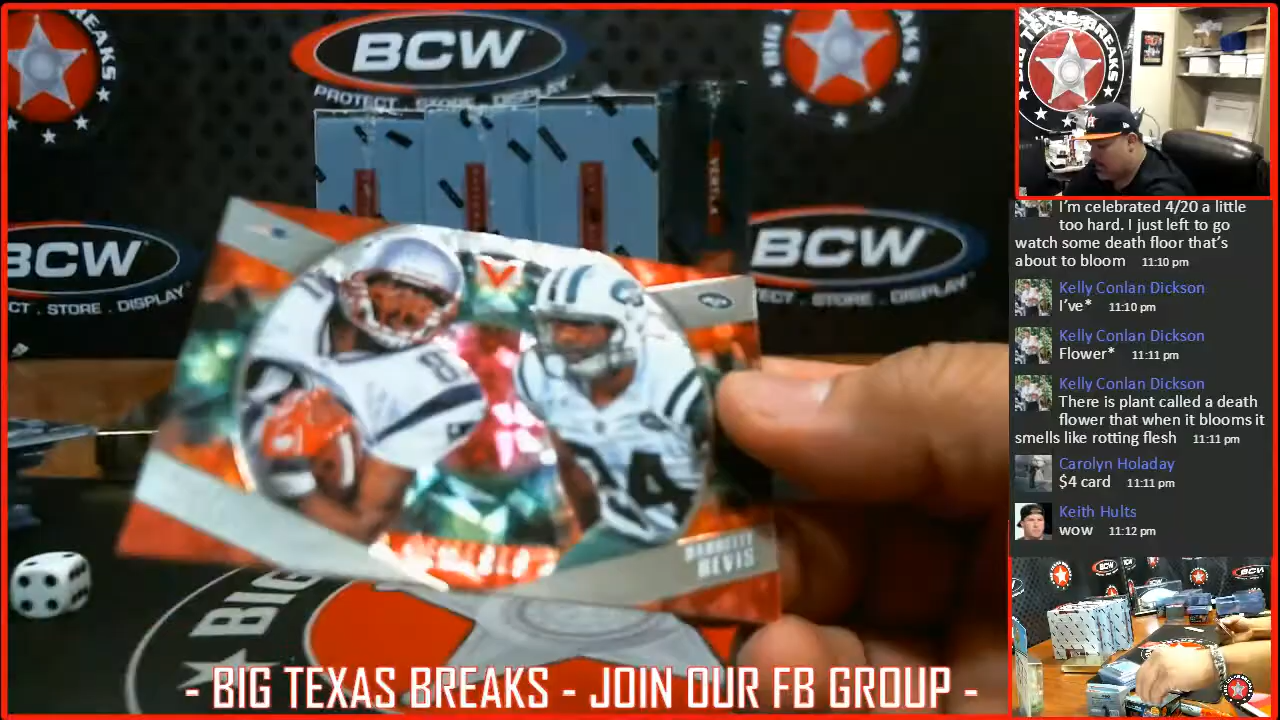 BCW
PROTECT. STORE. DISPLAY.
BCW
BCW
. STORE . DISPLAY.
ECT . STORE . DISPLAY.
BIG
BIG TEXAS BREAKS
I'm celebrated 4/20 a little
too hard. I just left to go
watch some death floor that's
about to bloom 11:10 pm
Kelly Conlan Dickson
I've* 11:10 pm
Kelly Conlan Dickson
Flower* 11:11 pm
Kelly Conlan Dickson
There is plant called a death
flower that when it blooms it
smells like rotting flesh 11:11 pm
Carolyn Holaday
$4 card 11:11 pm
Keith Hults
wow 11:12 pm
DARRELLE
REVIS
BIG
- BIG TEXAS BREAKS - JOIN OUR FB GROUP -